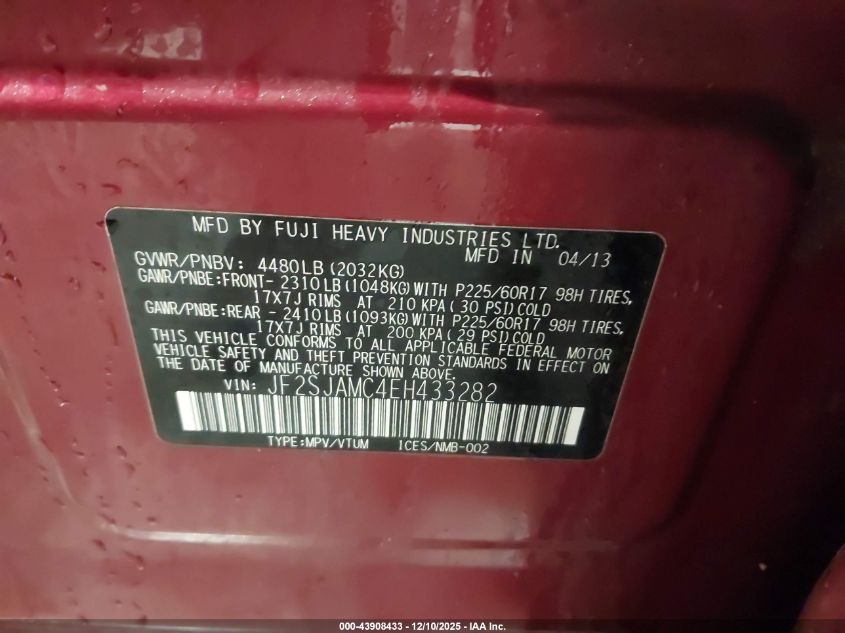 MFD BY FUJI HEAVY INDUSTRIES LTD.
MFD IN 04/13
GVWR/PNBV: 4480LB(2032KG)
GAWR/PNBE:FRONT- 2310LB(1048KG)WITH P225/60R17 98H TIRES,
17X7J RIMS AT 210 KPA(30 PSI)COLD
GAWR/PNBE:REAR - 2410LB(1093KG)WITH P225/60R17 98H TIRES,
17X7J RIMS AT 200 KPA(29 PSI)COLD
THIS VEHICLE CONFORMS TO ALL APPLICABLE FEDERAL MOTOR
VEHICLE SAFETY AND THEFT PREVENTION STANDARDS IN EFFECT ON
THE DATE OF MANUFACTURE SHOWN ABOVE.
VIN: JF2SJAMC4EH433282
TYPE:MPV/VTUM ICES/NMB-002
000-43908433 - 12/10/2025 - IAA Inc.